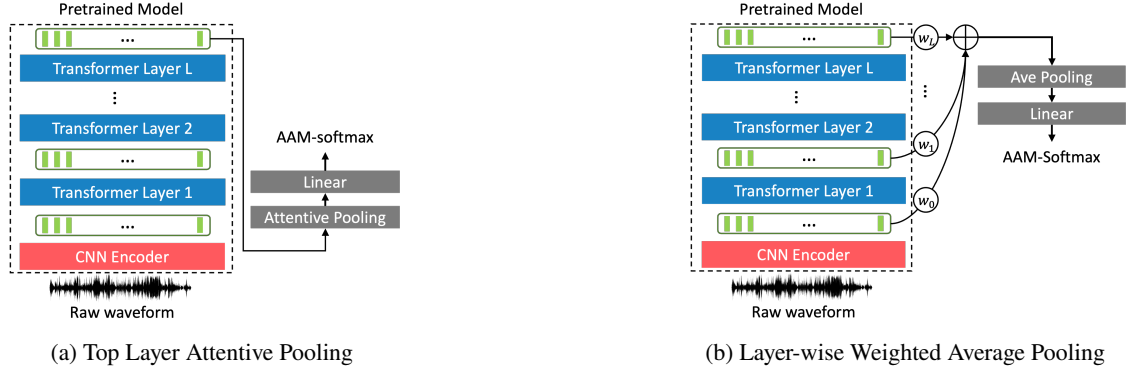 Pretrained Model
...
Transformer Layer L
...
Transformer Layer 2
...
Transformer Layer 1
...
CNN Encoder
Raw waveform
AAM-softmax
Linear
Attentive Pooling
(a) Top Layer Attentive Pooling
Pretrained Model
...
Transformer Layer L
...
Transformer Layer 2
...
Transformer Layer 1
...
CNN Encoder
Raw waveform
w_L
...
w_1
w_0
Ave Pooling
Linear
AAM-Softmax
(b) Layer-wise Weighted Average Pooling